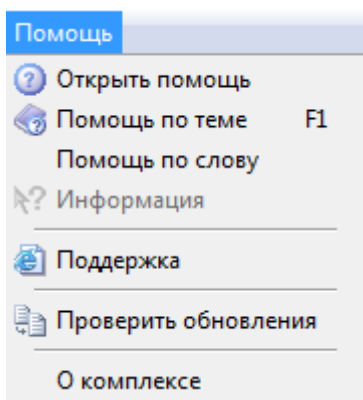 Помощь
Открыть помощь
Помощь по теме F1
Помощь по слову
Информация
Поддержка
Проверить обновления
О комплексе